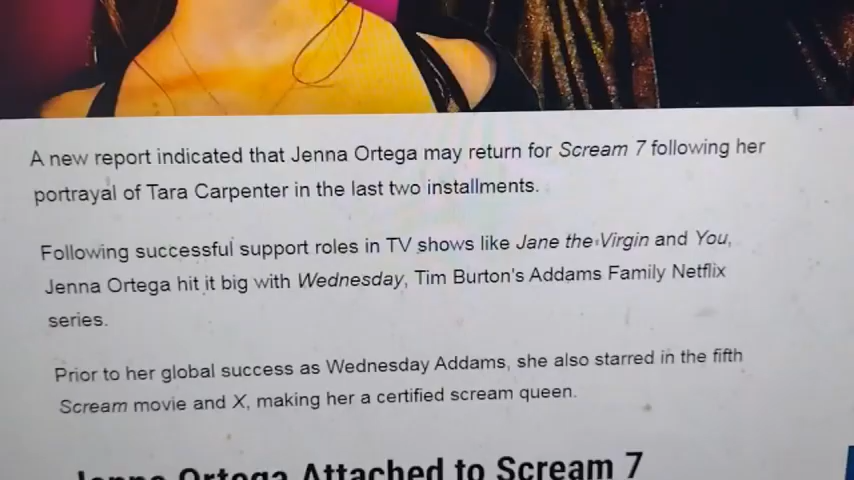 A new report indicated that Jenna Ortega may return for Scream 7 following her
portrayal of Tara Carpenter in the last two installments.
Following successful support roles in TV shows like Jane the Virgin and You,
Jenna Ortega hit it big with Wednesday, Tim Burton's Addams Family Netflix
series.
Prior to her global success as Wednesday Addams, she also starred in the fifth
Scream movie and X, making her a certified scream queen.
Jenna Ortega Attached to Scream 7